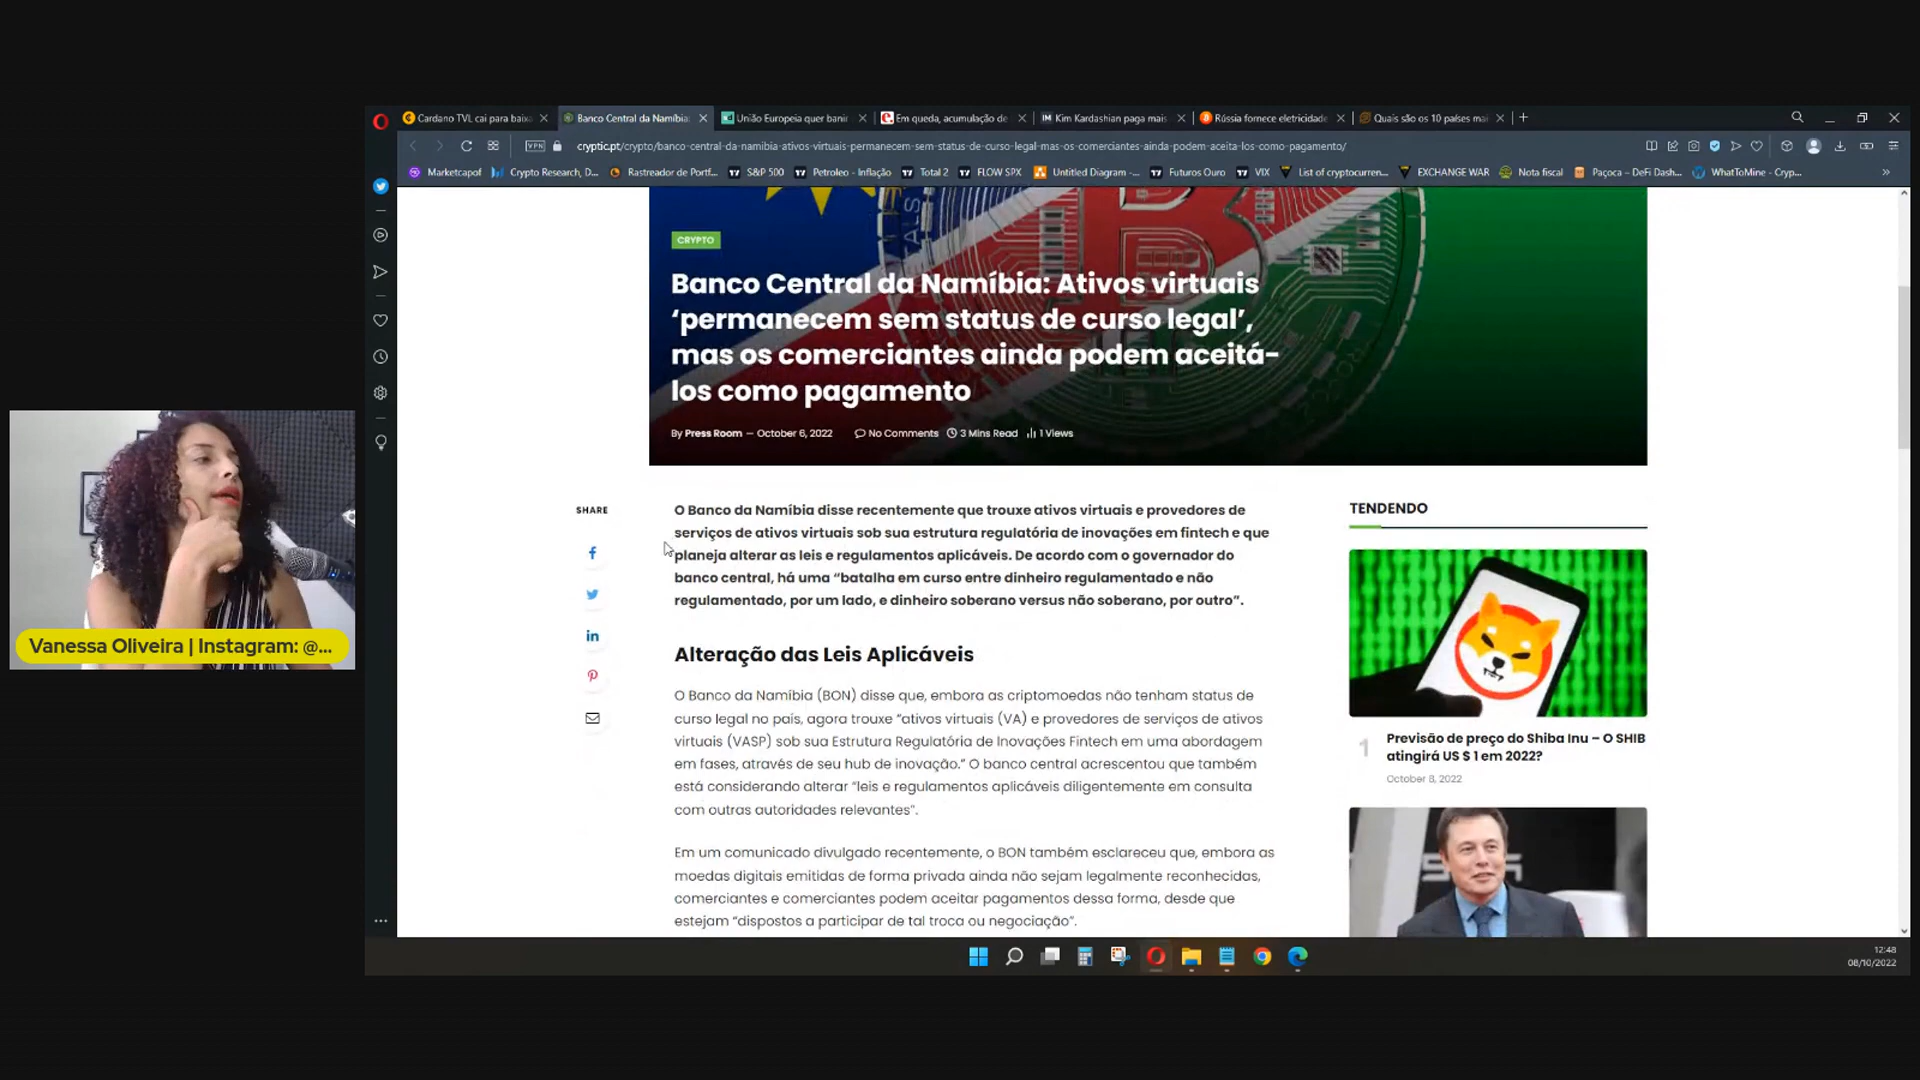 Cardano TVL cai para baixa
Banco Central da Namíbia:
União Europeia quer banir
Em queda, acumulação de
Kim Kardashian paga mais
Rússia fornece eletricidade
Quais são os 10 países mai
VPN
cryptic.pt/crypto/banco-central-da-namibia-ativos-virtuais-permanecem-sem-status-de-curso-legal-mas-os-comerciantes-ainda-podem-aceita-los-como-pagamento/
Marketcapof
Crypto Research, D...
Rastreador de Portf...
S&P 500
Petroleo - Inflação
Total 2
FLOW SPX
Untitled Diagram -...
Futuros Ouro
VIX
List of cryptocurren...
EXCHANGE WAR
Nota fiscal
Paçoca – DeFi Dash...
WhatToMine - Cryp...
CRYPTO
Banco Central da Namíbia: Ativos virtuais
‘permanecem sem status de curso legal’,
mas os comerciantes ainda podem aceitá-
los como pagamento
By Press Room — October 6, 2022 No Comments 3 Mins Read 1 Views
SHARE
O Banco da Namíbia disse recentemente que trouxe ativos virtuais e provedores de
serviços de ativos virtuais sob sua estrutura regulatória de inovações em fintech e que
planeja alterar as leis e regulamentos aplicáveis. De acordo com o governador do
banco central, há uma “batalha em curso entre dinheiro regulamentado e não
regulamentado, por um lado, e dinheiro soberano versus não soberano, por outro”.
Alteração das Leis Aplicáveis
O Banco da Namíbia (BON) disse que, embora as criptomoedas não tenham status de
curso legal no país, agora trouxe “ativos virtuais (VA) e provedores de serviços de ativos
virtuais (VASP) sob sua Estrutura Regulatória de Inovações Fintech em uma abordagem
em fases, através de seu hub de inovação.” O banco central acrescentou que também
está considerando alterar “leis e regulamentos aplicáveis diligentemente em consulta
com outras autoridades relevantes”.
Em um comunicado divulgado recentemente, o BON também esclareceu que, embora as
moedas digitais emitidas de forma privada ainda não sejam legalmente reconhecidas,
comerciantes e comerciantes podem aceitar pagamentos dessa forma, desde que
estejam “dispostos a participar de tal troca ou negociação”.
TENDENDO
1
Previsão de preço do Shiba Inu – O SHIB
atingirá US $ 1 em 2022?
October 8, 2022
Vanessa Oliveira | Instagram: @...
12:48
08/10/2022